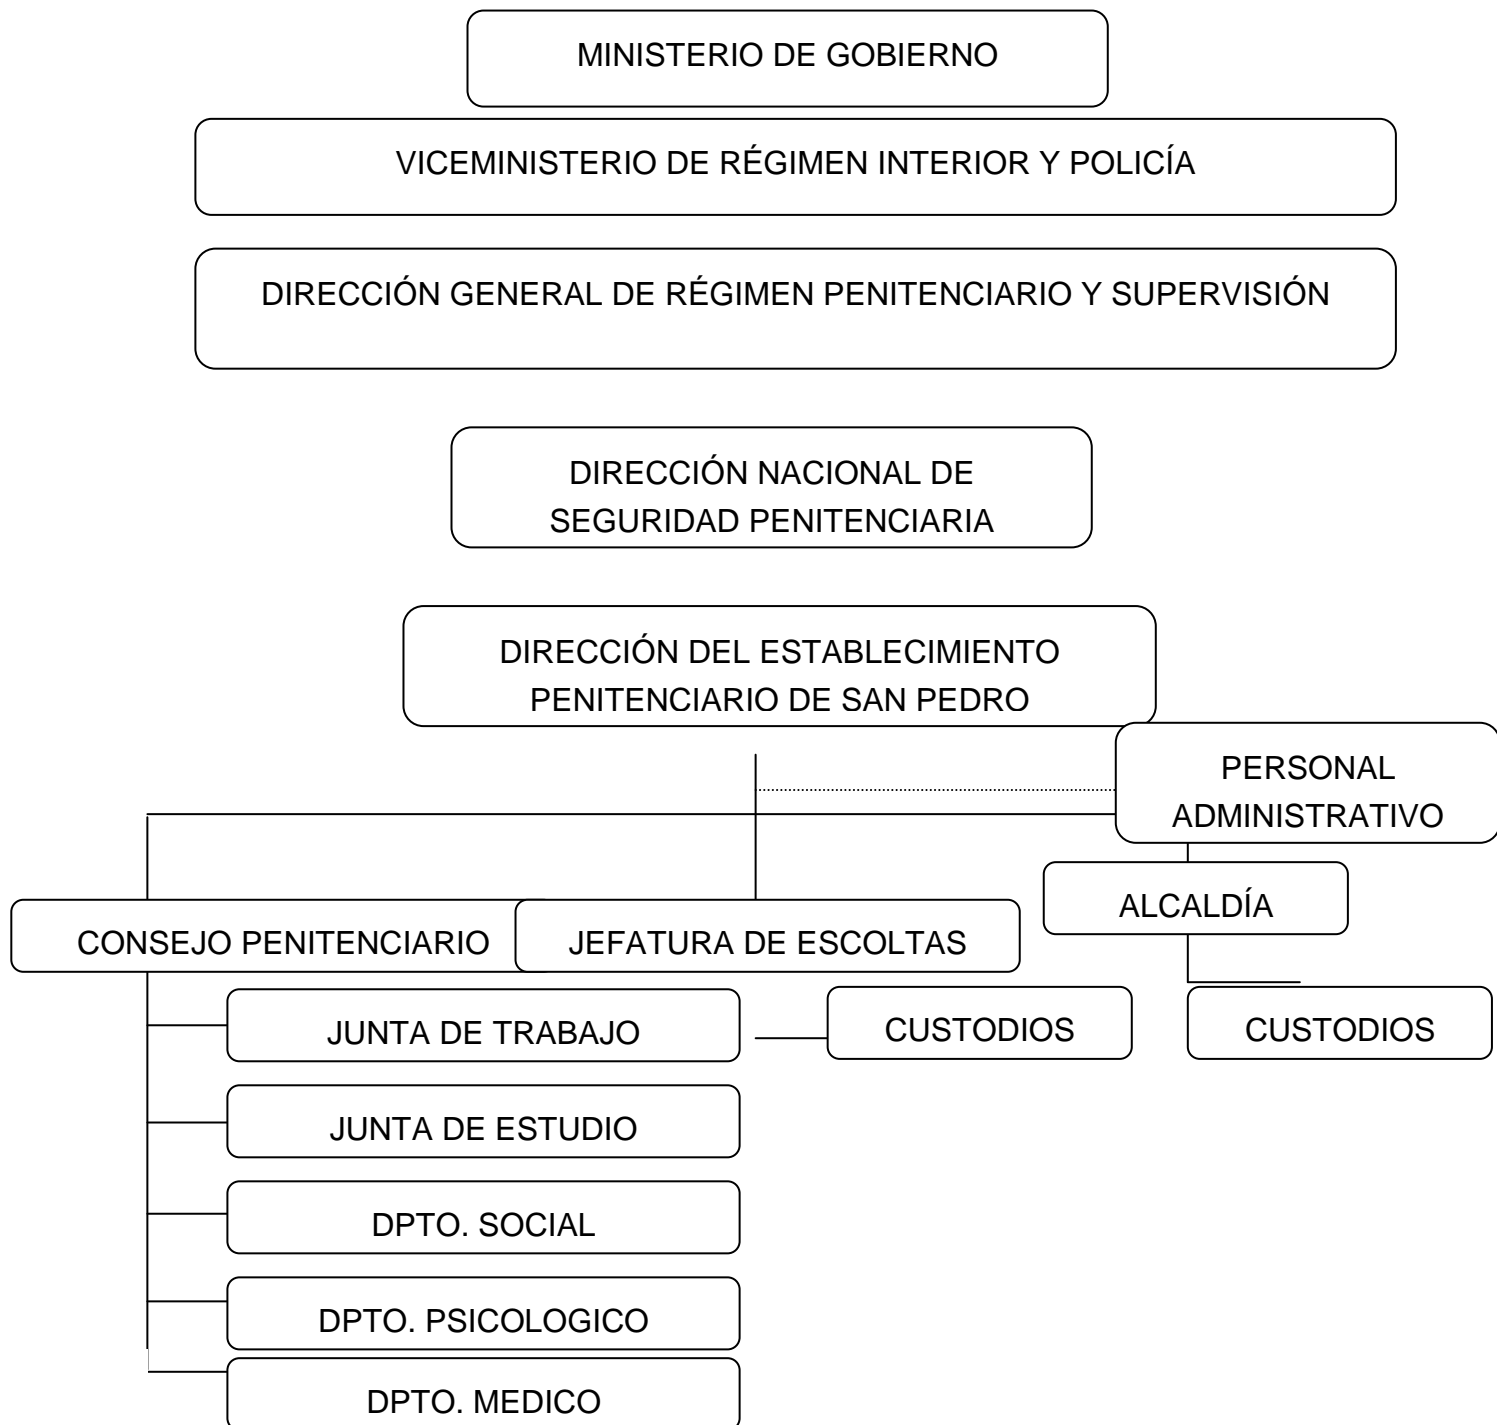 MINISTERIO DE GOBIERNO
VICEMINISTERIO DE RÉGIMEN INTERIOR Y POLICÍA
DIRECCIÓN GENERAL DE RÉGIMEN PENITENCIARIO Y SUPERVISIÓN
DIRECCIÓN NACIONAL DE
SEGURIDAD PENITENCIARIA
DIRECCIÓN DEL ESTABLECIMIENTO
PENITENCIARIO DE SAN PEDRO
PERSONAL
ADMINISTRATIVO
ALCALDÍA
CONSEJO PENITENCIARIO
JEFATURA DE ESCOLTAS
JUNTA DE TRABAJO
CUSTODIOS
CUSTODIOS
JUNTA DE ESTUDIO
DPTO. SOCIAL
DPTO. PSICOLOGICO
DPTO. MEDICO